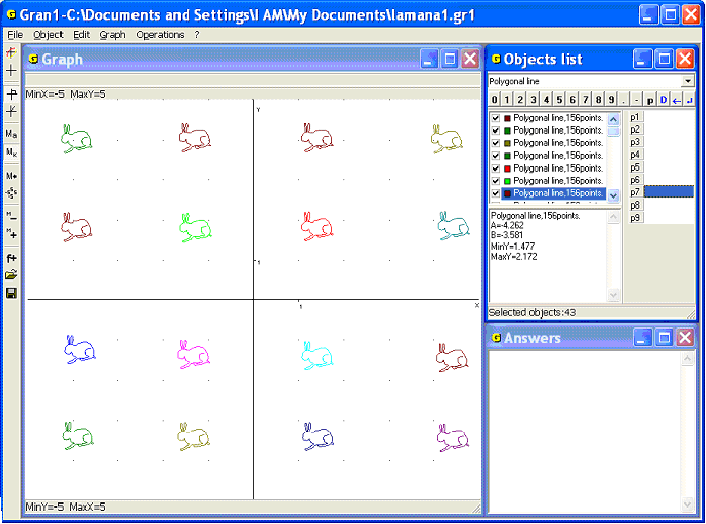 Gran1-C:\Documents and Settings\I AM\My Documents\lamana1.gr1
File Object Edit Graph Operations ?
Graph
MinX=-5 MaxY=5
Y
1
1
X
MinY=-5 MaxX=5
Ma
Mк
M+
M-
M+
f+
Objects list
Polygonal line
0 1 2 3 4 5 6 7 8 9 . - p ID ← ↲
Polygonal line,156points.
Polygonal line,156points.
Polygonal line,156points.
Polygonal line,156points.
Polygonal line,156points.
Polygonal line,156points.
Polygonal line,156points.
p1
p2
p3
p4
p5
p6
p7
p8
p9
Polygonal line,156points.
A=-4.262
B=-3.581
MinY=1.477
MaxY=2.172
Selected objects:43
Answers